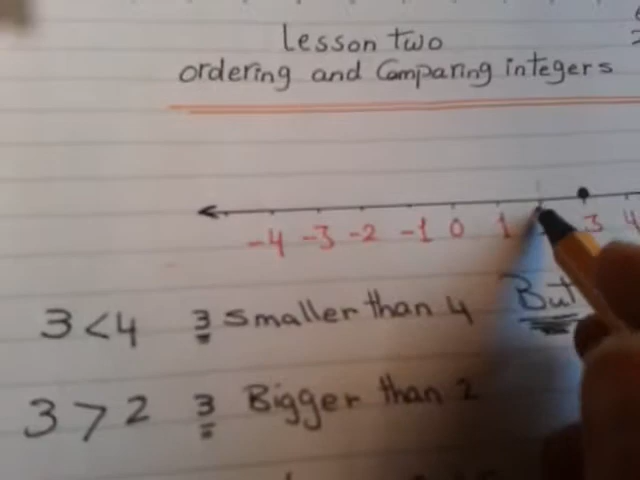 Lesson two
ordering and Comparing integers
-4 -3 -2 -1 0 1 3 4
3 < 4 3 smaller than 4 But
3 > 2 3 Bigger than 2